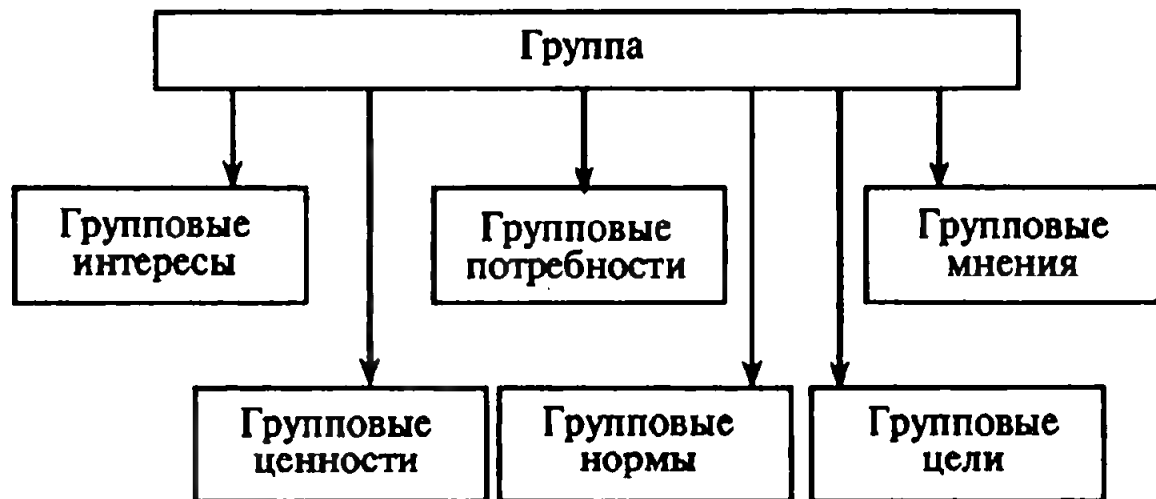 Группа
Групповые
интересы
Групповые
потребности
Групповые
мнения
Групповые
ценности
Групповые
нормы
Групповые
цели